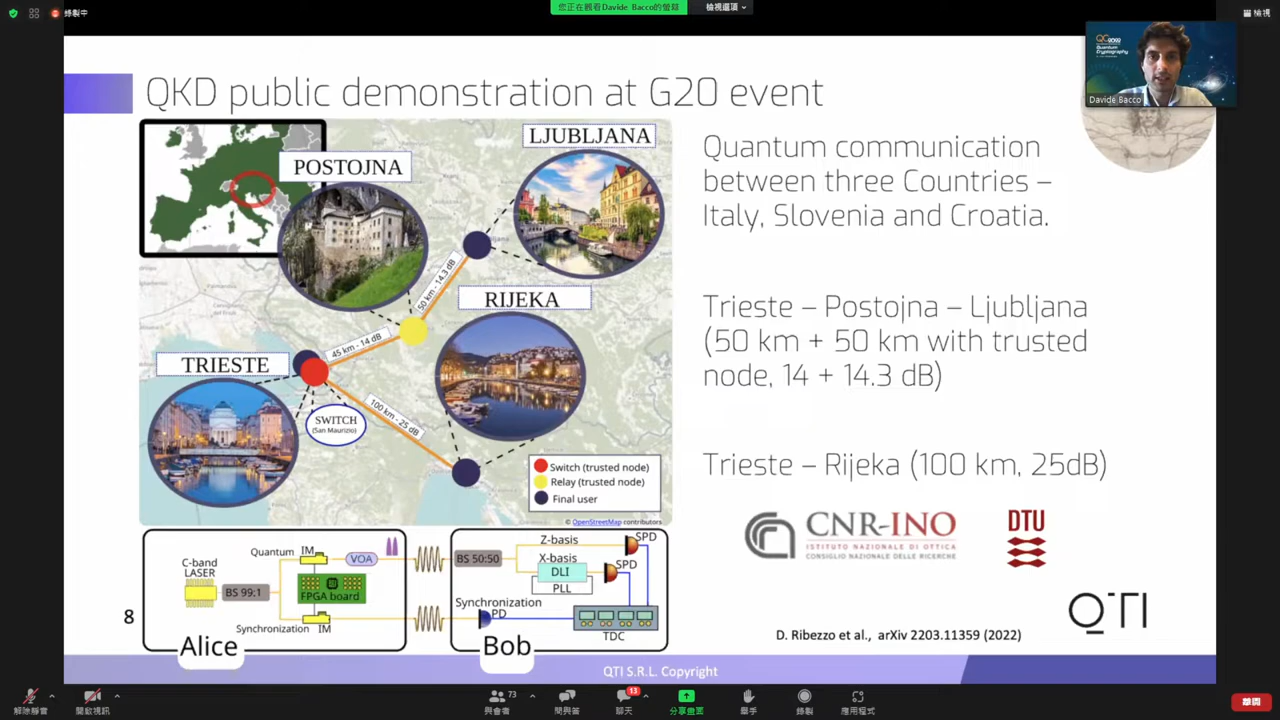 錄製中
您正在觀看Davide Bacco的螢幕
檢視選項
檢視
QKD public demonstration at G20 event
Davide Bacco
POSTOJNA
LJUBLJANA
RIJEKA
TRIESTE
50 km - 14.3 dB
45 km - 14 dB
100 km - 25 dB
SWITCH
(San Maurizio)
Switch (trusted node)
Relay (trusted node)
Final user
© OpenStreetMap contributors
Quantum communication
between three Countries –
Italy, Slovenia and Croatia.
Trieste – Postojna – Ljubljana
(50 km + 50 km with trusted
node, 14 + 14.3 dB)
Trieste – Rijeka (100 km, 25dB)
CNR-INO
ISTITUTO NAZIONALE DI OTTICA
CONSIGLIO NAZIONALE DELLE RICERCHE
DTU
QTI
D. Ribezzo et al., arXiv 2203.11359 (2022)
C-band
LASER
BS 99:1
Quantum
IM
VOA
FPGA board
Synchronization
IM
Alice
BS 50:50
Z-basis
SPD
X-basis
DLI
SPD
PLL
Synchronization
PD
TDC
Bob
8
QTI S.R.L. Copyright
解除靜音
開啟視訊
73
與會者
問與答
13
聊天
分享畫面
舉手
錄製
應用程式
離開